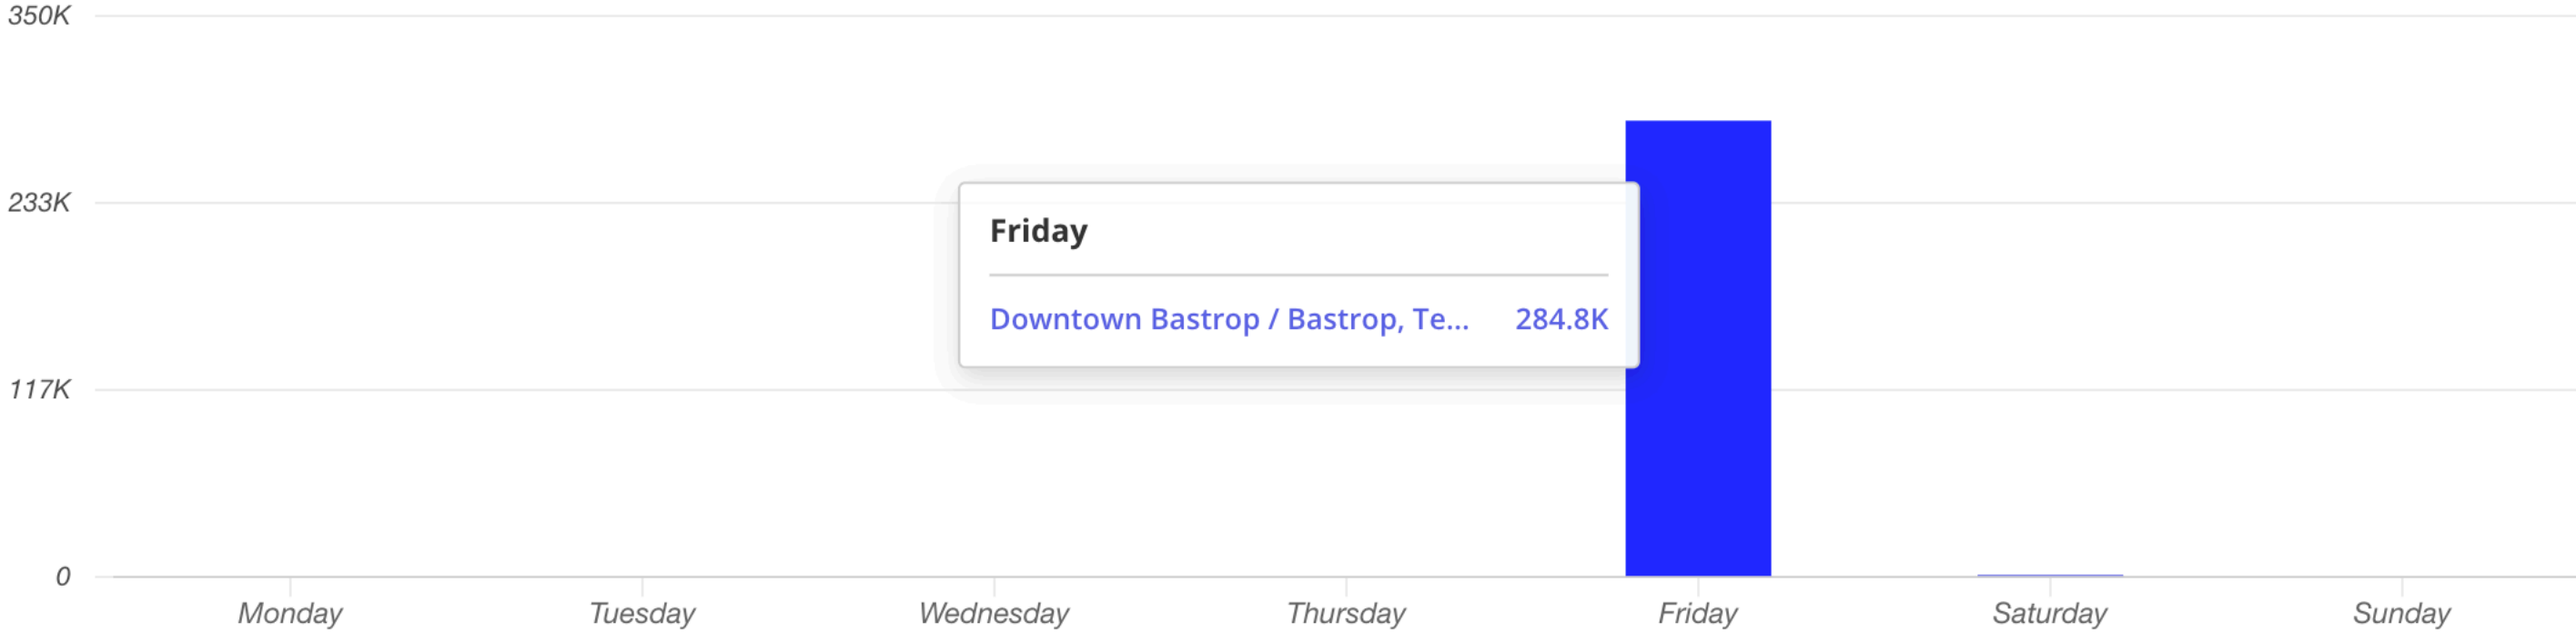 350K
233K
117K
0
Friday
Downtown Bastrop / Bastrop, Te... 284.8K
Monday Tuesday Wednesday Thursday Friday Saturday Sunday